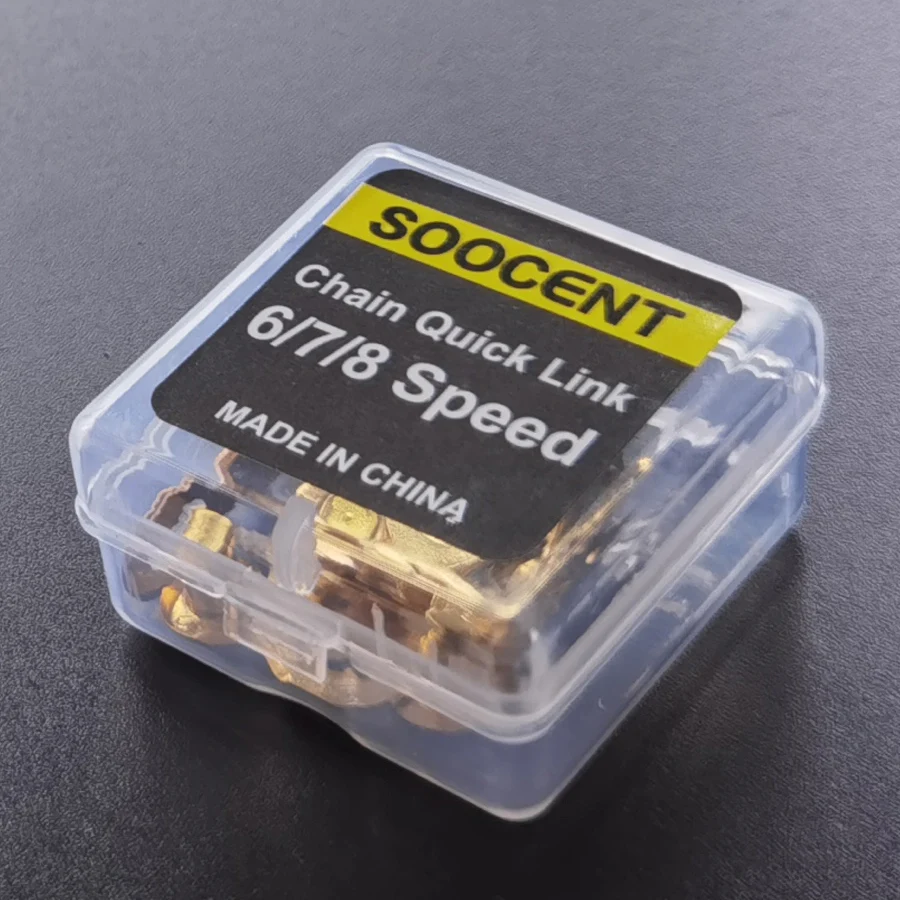 SOOCENT
Chain Quick Link
6/7/8 Speed
MADE IN CHINA